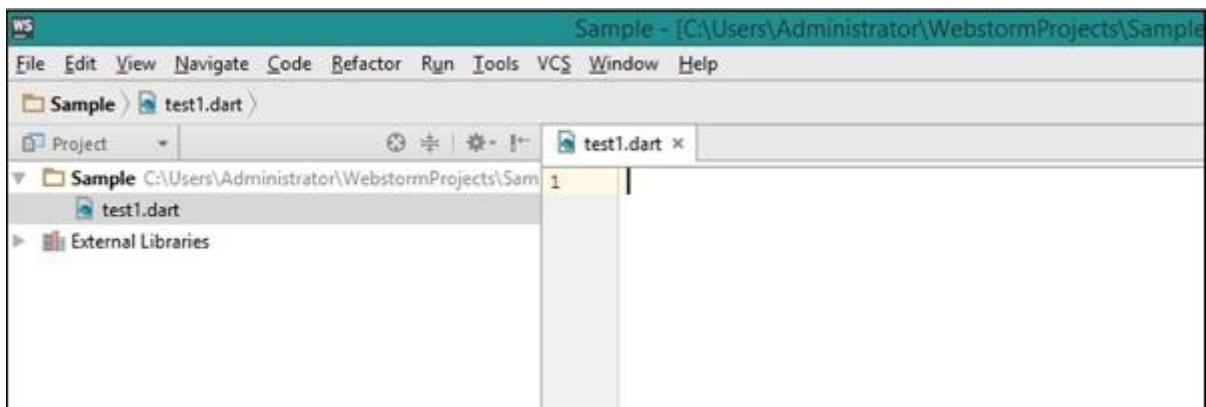 WS Sample - [C:\Users\Administrator\WebstormProjects\Sample
File Edit View Navigate Code Refactor Run Tools VCS Window Help
Sample test1.dart
Project test1.dart
Sample C:\Users\Administrator\WebstormProjects\Sam 1
test1.dart
External Libraries